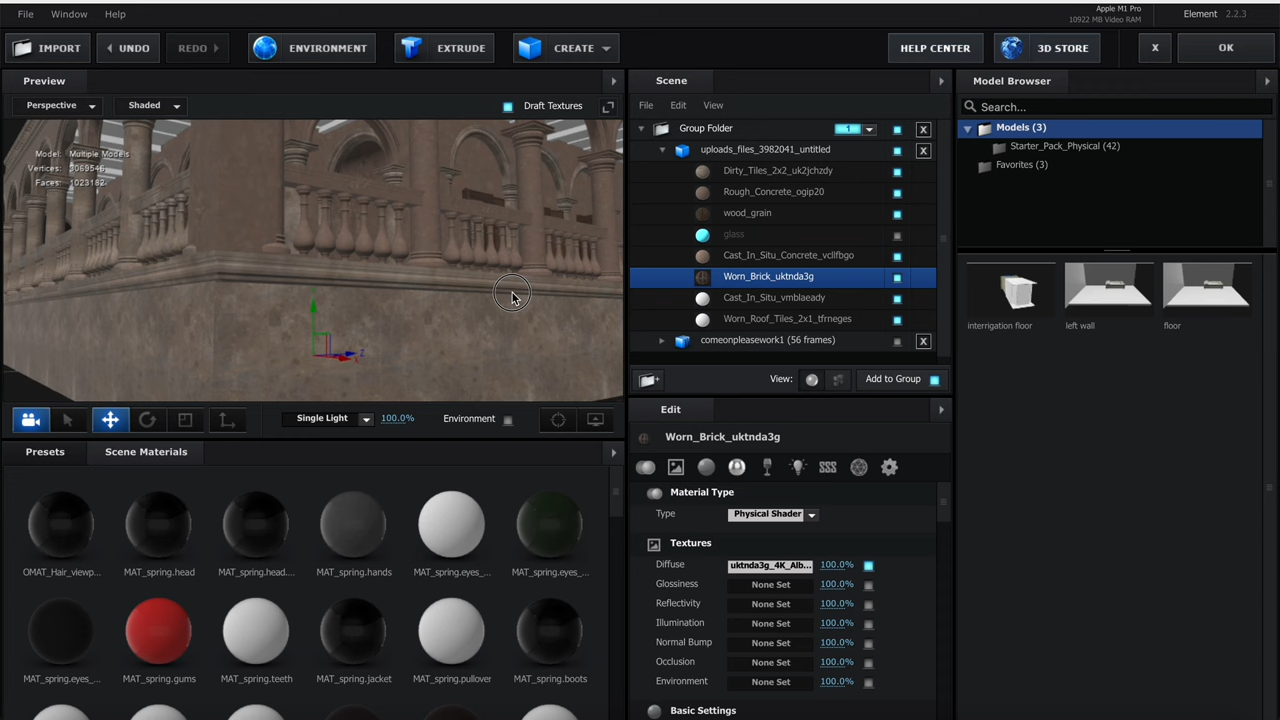 File Window Help
Apple M1 Pro
10922 MB Video RAM
Element 2.2.3
IMPORT UNDO REDO ENVIRONMENT EXTRUDE CREATE HELP CENTER 3D STORE X OK
Preview
Perspective Shaded Draft Textures
Model: Multiple Models
Vertices: 3069546
Faces: 1023182
Single Light 100.0% Environment
Presets Scene Materials
OMAT_Hair_viewp... MAT_spring.head MAT_spring.head.... MAT_spring.hands MAT_spring.eyes_... MAT_spring.eyes_...
MAT_spring.eyes_... MAT_spring.gums MAT_spring.teeth MAT_spring.jacket MAT_spring.pullover MAT_spring.boots
Scene
File Edit View
Group Folder 1 X
uploads_files_3982041_untitled X
Dirty_Tiles_2x2_uk2jchzdy
Rough_Concrete_ogip20
wood_grain
glass
Cast_In_Situ_Concrete_vcllfbgo
Worn_Brick_uktnda3g
Cast_In_Situ_vmblaeady
Worn_Roof_Tiles_2x1_tfrneges
comeonpleasework1 (56 frames) X
View: Add to Group
Edit
Worn_Brick_uktnda3g
Material Type
Type Physical Shader
Textures
Diffuse uktnda3g_4K_Alb... 100.0%
Glossiness None Set 100.0%
Reflectivity None Set 100.0%
Illumination None Set 100.0%
Normal Bump None Set 100.0%
Occlusion None Set 100.0%
Environment None Set 100.0%
Basic Settings
Model Browser
Search...
Models (3)
Starter_Pack_Physical (42)
Favorites (3)
interrigation floor left wall floor